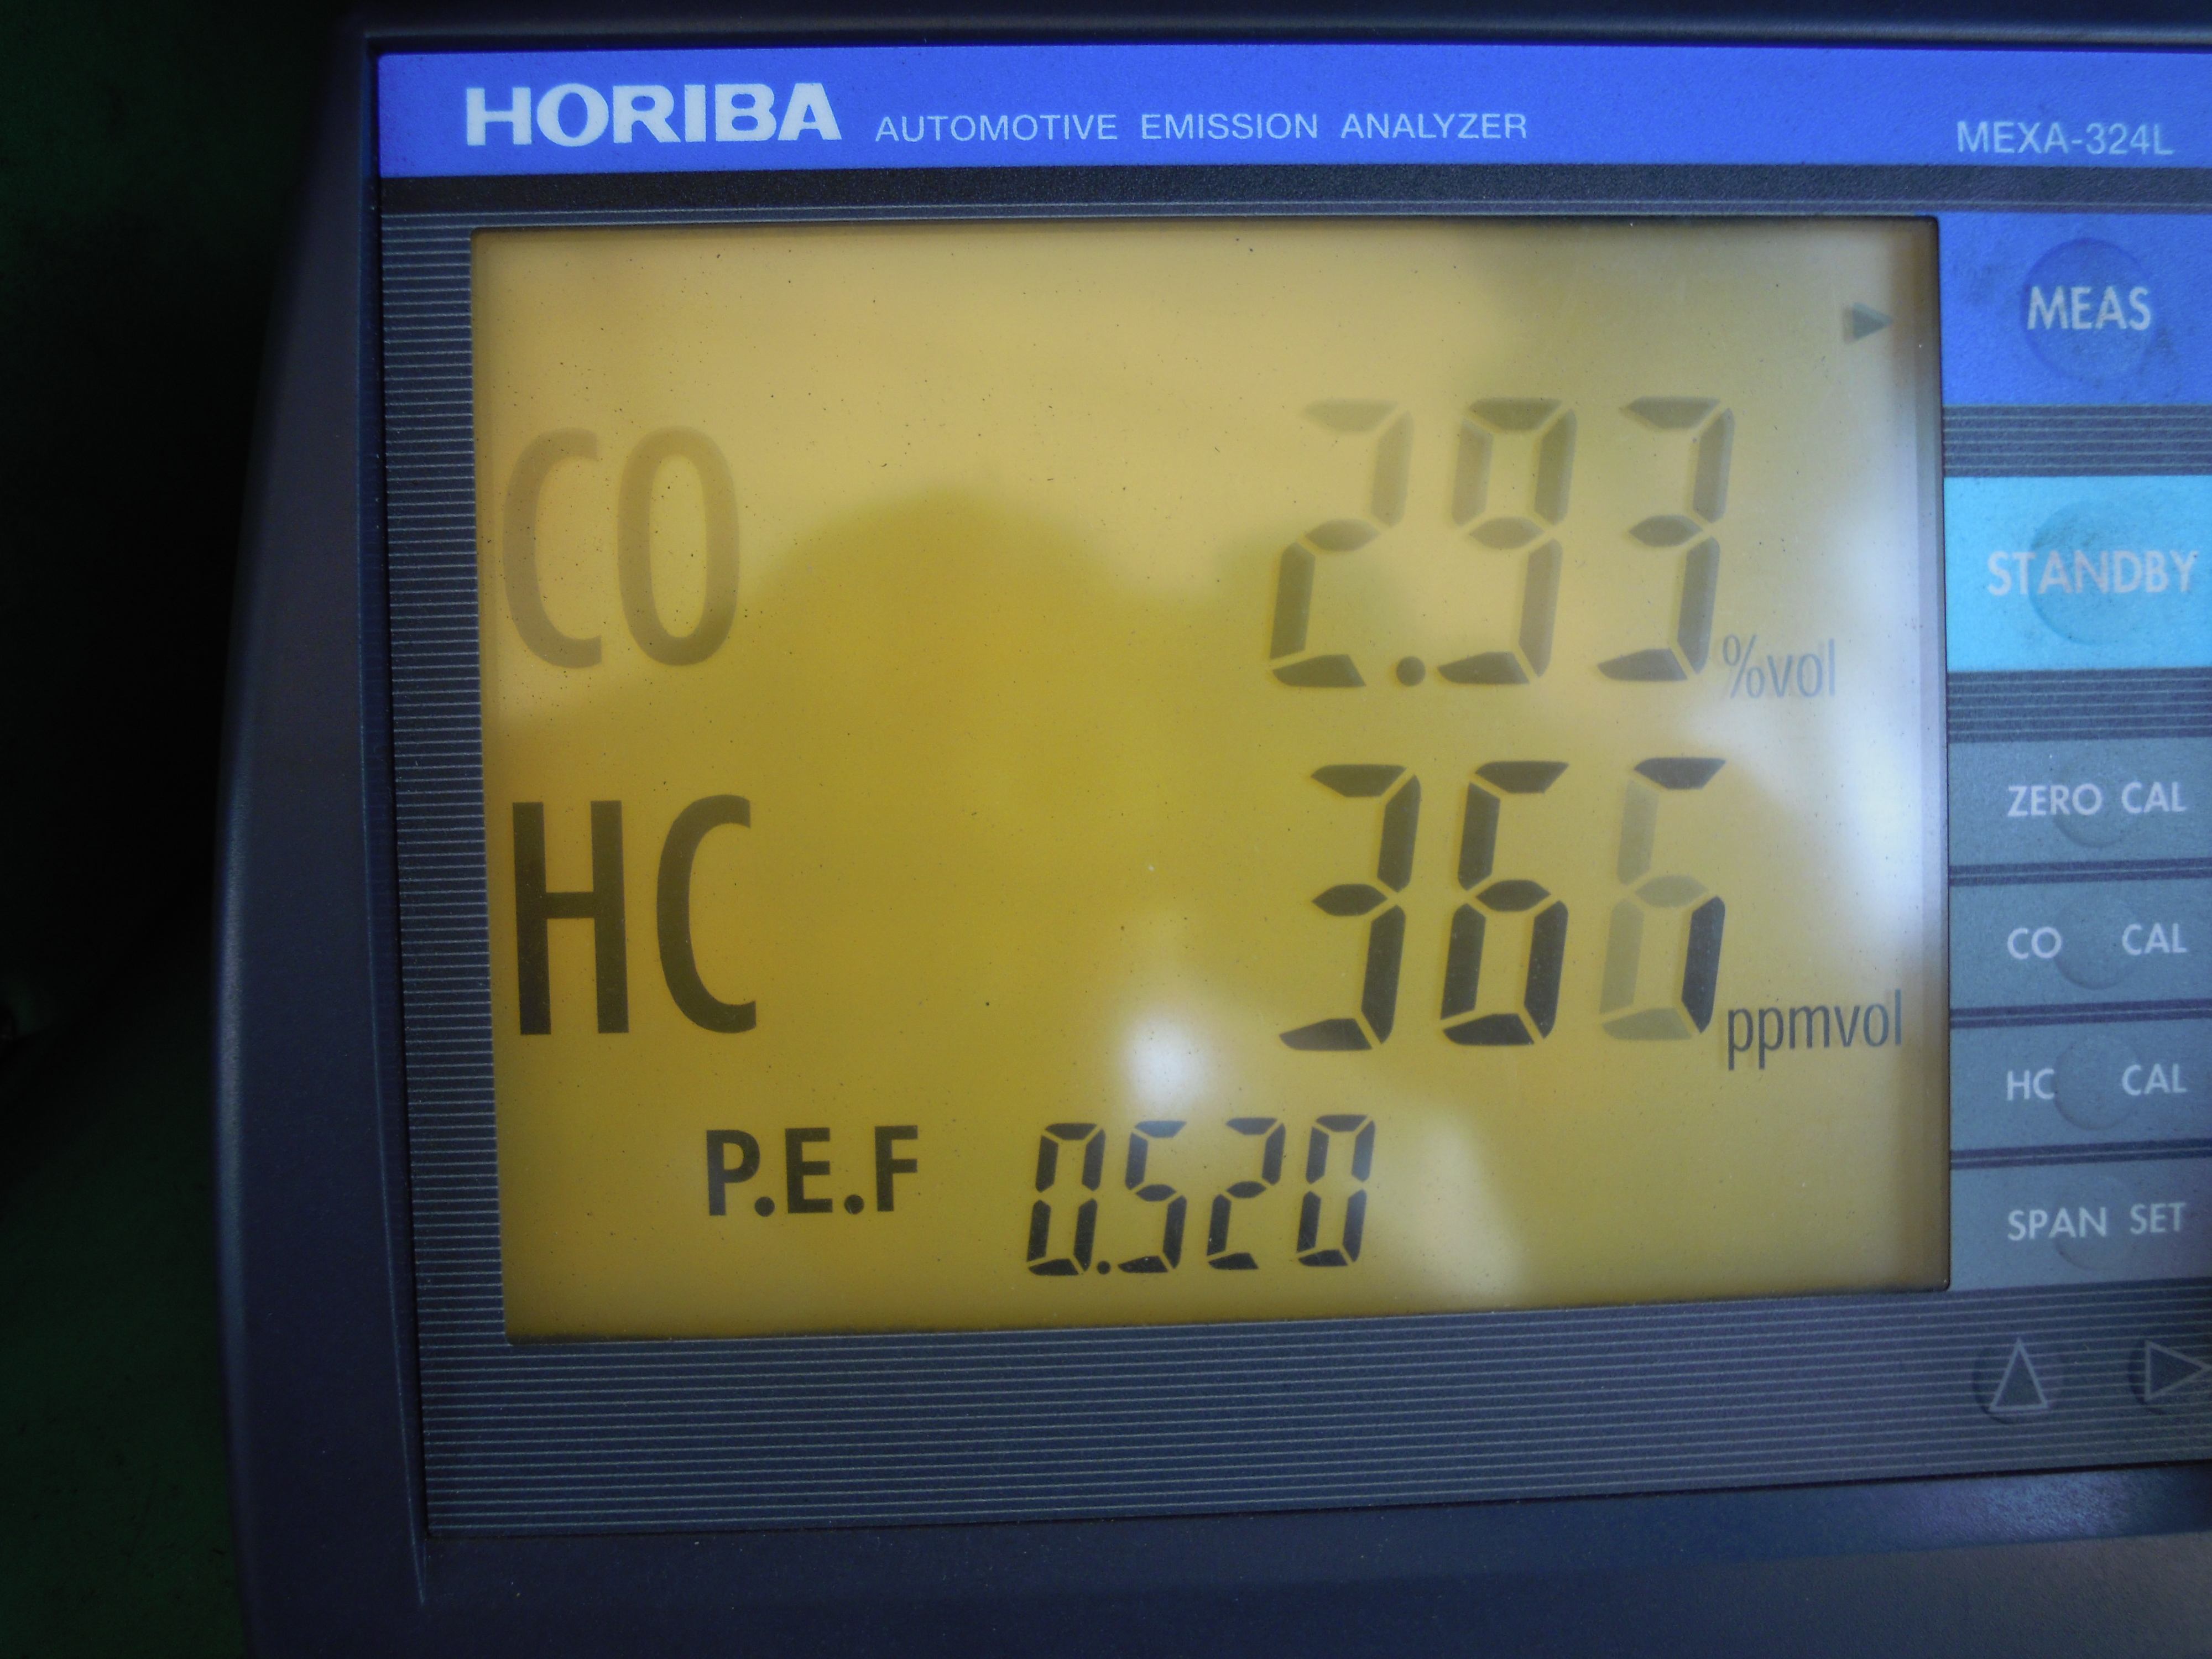 HORIBA AUTOMOTIVE EMISSION ANALYZER MEXA-324L
MEAS
CO 2.93 %vol
STANDBY
ZERO CAL
HC 366 ppmvol
CO CAL
HC CAL
P.E.F 0.520
SPAN SET